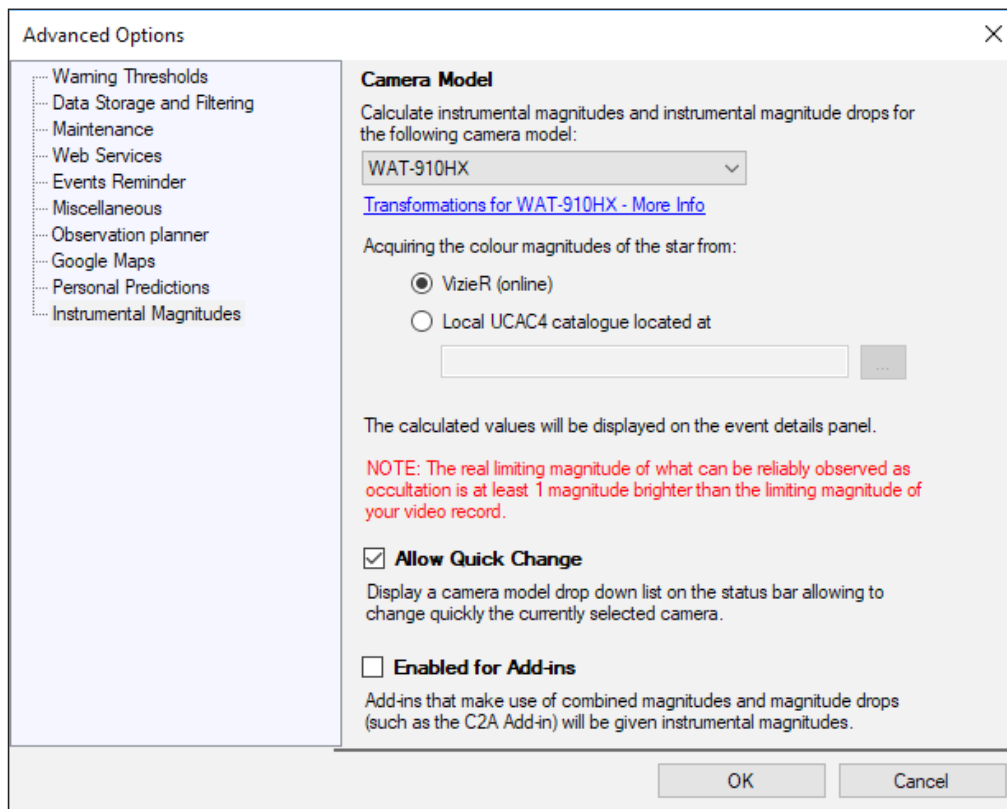 Advanced Options
Warning Thresholds
Data Storage and Filtering
Maintenance
Web Services
Events Reminder
Miscellaneous
Observation planner
Google Maps
Personal Predictions
Instrumental Magnitudes
Camera Model
Calculate instrumental magnitudes and instrumental magnitude drops for
the following camera model:
WAT-910HX
Transformations for WAT-910HX - More Info
Acquiring the colour magnitudes of the star from:
VizieR (online)
Local UCAC4 catalogue located at
...
The calculated values will be displayed on the event details panel.
NOTE: The real limiting magnitude of what can be reliably observed as
occultation is at least 1 magnitude brighter than the limiting magnitude of
your video record.
Allow Quick Change
Display a camera model drop down list on the status bar allowing to
change quickly the currently selected camera.
Enabled for Add-ins
Add-ins that make use of combined magnitudes and magnitude drops
(such as the C2A Add-in) will be given instrumental magnitudes.
OK
Cancel